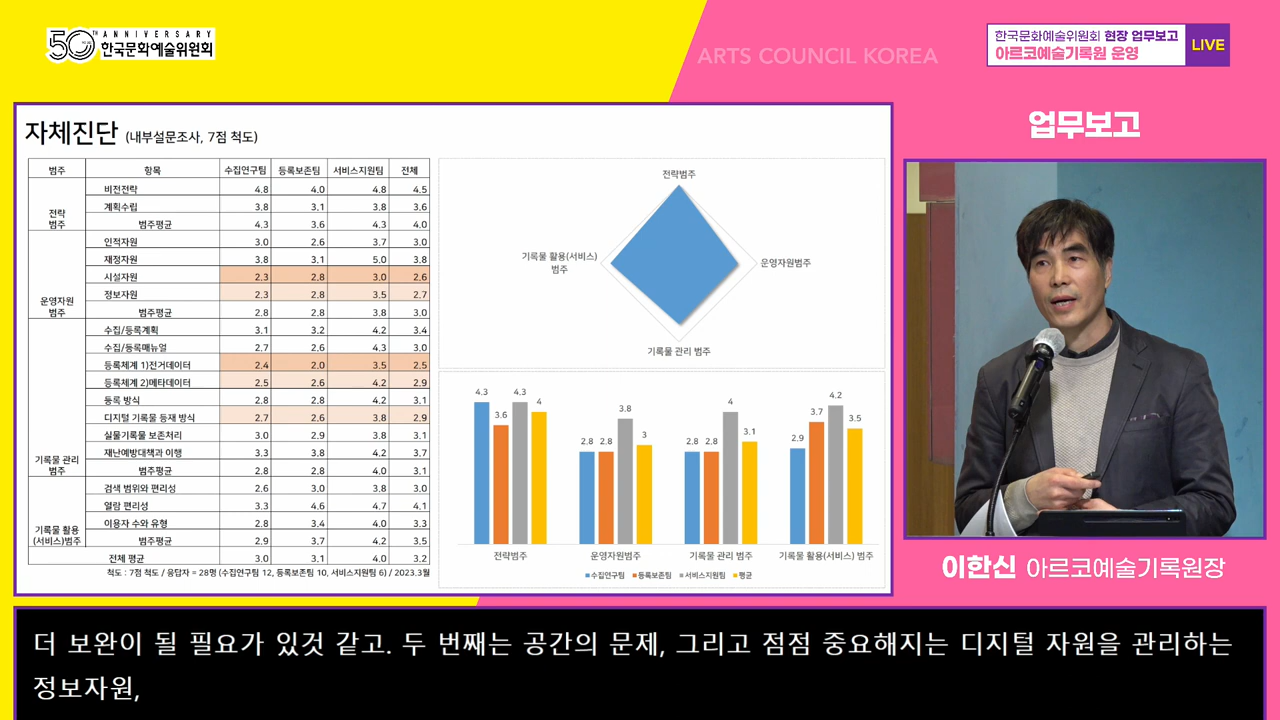 50TH ANNIVERSARY
한국문화예술위원회
ARTS COUNCIL KOREA
한국문화예술위원회 현장 업무보고
아르코예술기록원 운영
LIVE
자체진단 (내부설문조사, 7점 척도)
범주 항목 수집연구팀 등록보존팀 서비스지원팀 전체
전략 범주
비전전략 4.8 4.0 4.8 4.5
계획수립 3.8 3.1 3.8 3.6
범주평균 4.3 3.6 4.3 4.0
운영자원 범주
인적자원 3.0 2.6 3.7 3.0
재정자원 3.8 3.1 5.0 3.8
시설자원 2.3 2.8 3.0 2.6
정보자원 2.3 2.8 3.5 2.7
범주평균 2.8 2.8 3.8 3.0
기록물 관리 범주
수집/등록계획 3.1 3.2 4.2 3.4
수집/등록매뉴얼 2.7 2.6 4.3 3.0
등록체계 1)전거데이터 2.4 2.0 3.5 2.5
등록체계 2)메타데이터 2.5 2.6 4.2 2.9
등록 방식 2.8 2.8 4.2 3.1
디지털 기록물 등재 방식 2.7 2.6 3.8 2.9
실물기록물 보존처리 3.0 2.9 3.8 3.1
재난예방대책과 이행 3.3 3.8 4.2 3.7
범주평균 2.8 2.8 4.0 3.1
기록물 활용 (서비스)범주
검색 범위와 편리성 2.6 3.0 3.8 3.0
열람 편리성 3.3 4.6 4.7 4.1
이용자 수와 유형 2.8 3.4 4.0 3.3
범주평균 2.9 3.7 4.2 3.5
전체 평균 3.0 3.1 4.0 3.2
척도 : 7점 척도 / 응답자 = 28명 (수집연구팀 12, 등록보존팀 10, 서비스지원팀 6) / 2023.3월
전략범주
기록물 활용(서비스)
범주
운영자원범주
기록물 관리 범주
4.3 3.6 4.3 4
2.8 2.8 3.8 3
2.8 2.8 4 3.1
2.9 3.7 4.2 3.5
전략범주 운영자원범주 기록물 관리 범주 기록물 활용(서비스) 범주
수집연구팀 등록보존팀 서비스지원팀 평균
업무보고
이한신 아르코예술기록원장
더 보완이 될 필요가 있것 같고. 두 번째는 공간의 문제, 그리고 점점 중요해지는 디지털 자원을 관리하는
정보자원,